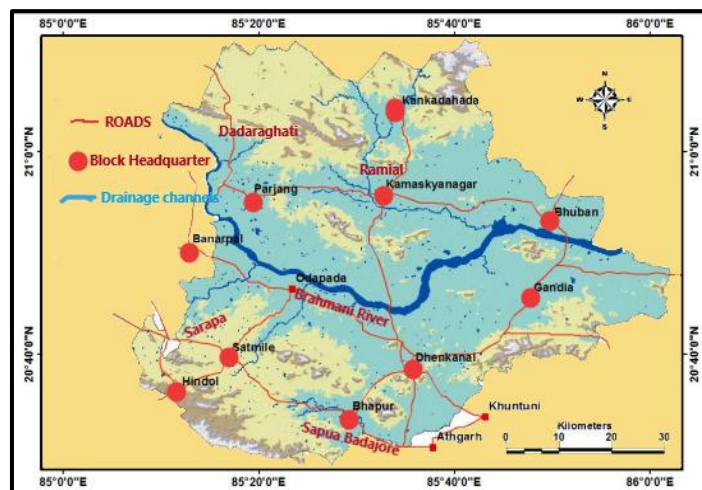 85°0'0"E 85°20'0"E 85°40'0"E 86°0'0"E
N
W E
S
Kankadahada
ROADS
Dadaraghati
21°0'0"N
21°0'0"N
Block Headquarter
Ramial
Parjang
Kamaskyanagar
Drainage channels
Bhuban
Banarpal
Odapada
Gandia
Brahmani River
Sarapa
20°40'0"N
20°40'0"N
Satmile
Dhenkanal
Hindol
Bhapur
Khuntuni
Sapua Badajore
Athgarh
Kilometers
0 5 10 20 30
85°0'0"E 85°20'0"E 85°40'0"E 86°0'0"E